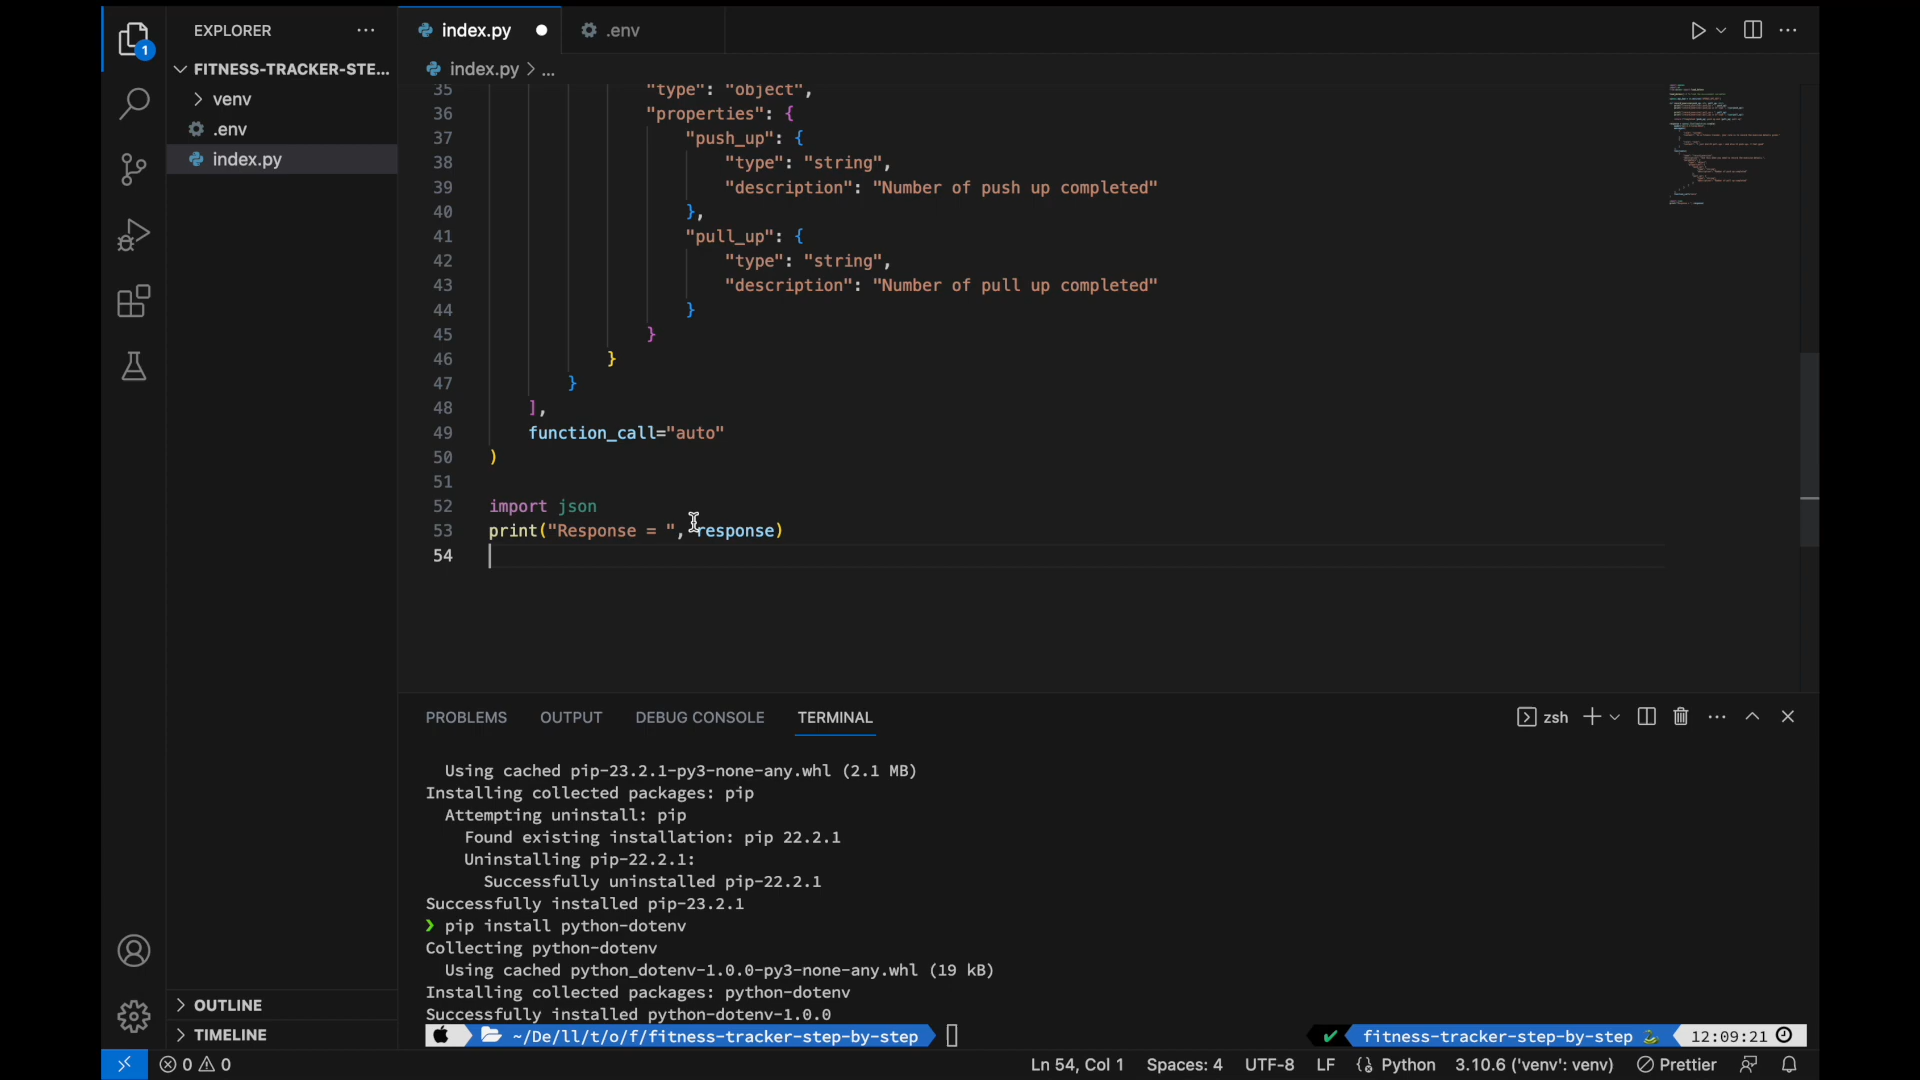 EXPLORER
1
FITNESS-TRACKER-STE...
venv
.env
index.py
OUTLINE
TIMELINE
index.py
.env
index.py > ...
35 "type": "object",
36 "properties": {
37 "push_up": {
38 "type": "string",
39 "description": "Number of push up completed"
40 },
41 "pull_up": {
42 "type": "string",
43 "description": "Number of pull up completed"
44 }
45 }
46 }
47 }
48 ],
49 function_call="auto"
50 )
51
52 import json
53 print("Response = ", response)
54
PROBLEMS OUTPUT DEBUG CONSOLE TERMINAL
zsh
Using cached pip-23.2.1-py3-none-any.whl (2.1 MB)
Installing collected packages: pip
Attempting uninstall: pip
Found existing installation: pip 22.2.1
Uninstalling pip-22.2.1:
Successfully uninstalled pip-22.2.1
Successfully installed pip-23.2.1
❯ pip install python-dotenv
Collecting python-dotenv
Using cached python_dotenv-1.0.0-py3-none-any.whl (19 kB)
Installing collected packages: python-dotenv
Successfully installed python-dotenv-1.0.0
~/De/ll/t/o/f/fitness-tracker-step-by-step
fitness-tracker-step-by-step 12:09:21
0 0
Ln 54, Col 1 Spaces: 4 UTF-8 LF Python 3.10.6 ('venv': venv) Prettier